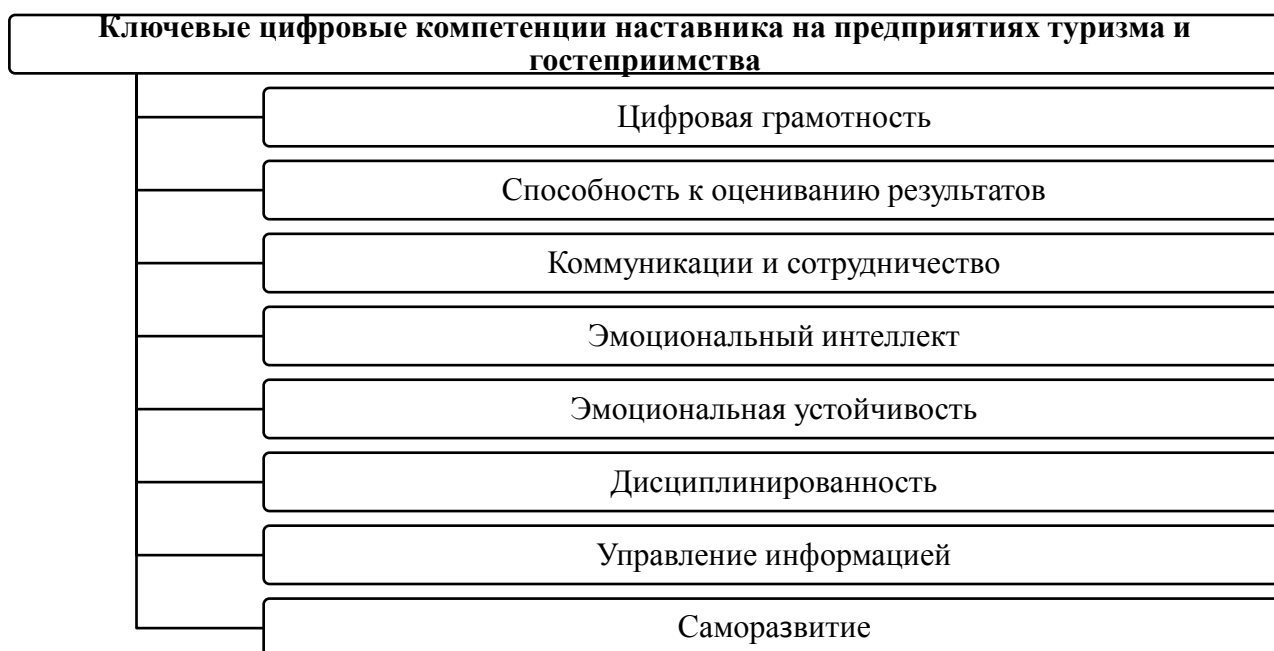 Ключевые цифровые компетенции наставника на предприятиях туризма и
гостеприимства
Цифровая грамотность
Способность к оцениванию результатов
Коммуникации и сотрудничество
Эмоциональный интеллект
Эмоциональная устойчивость
Дисциплинированность
Управление информацией
Саморазвитие